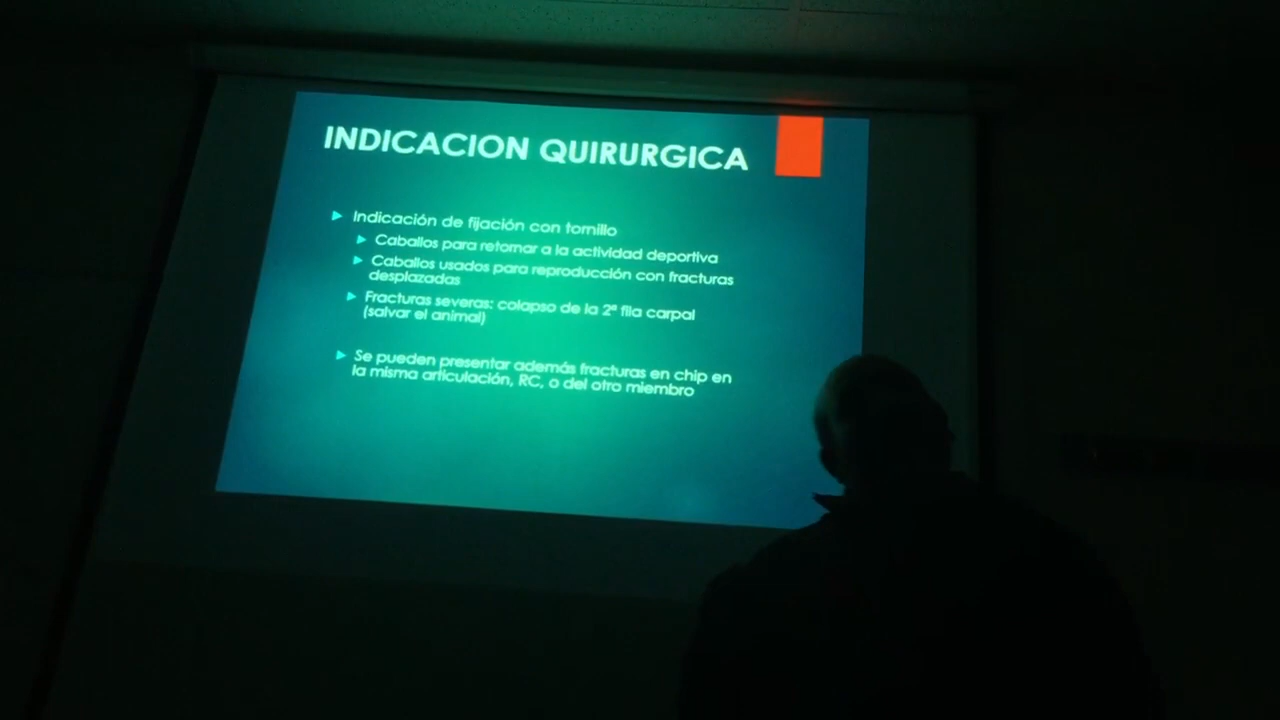 INDICACION QUIRURGICA
Indicación de fijación con tornillo
Caballos para retornar a la actividad deportiva
Caballos usados para reproducción con fracturas
desplazadas
Fracturas severas: colapso de la 2ª fila carpal
(salvar el animal)
Se pueden presentar además fracturas en chip en
la misma articulación, RC, o del otro miembro